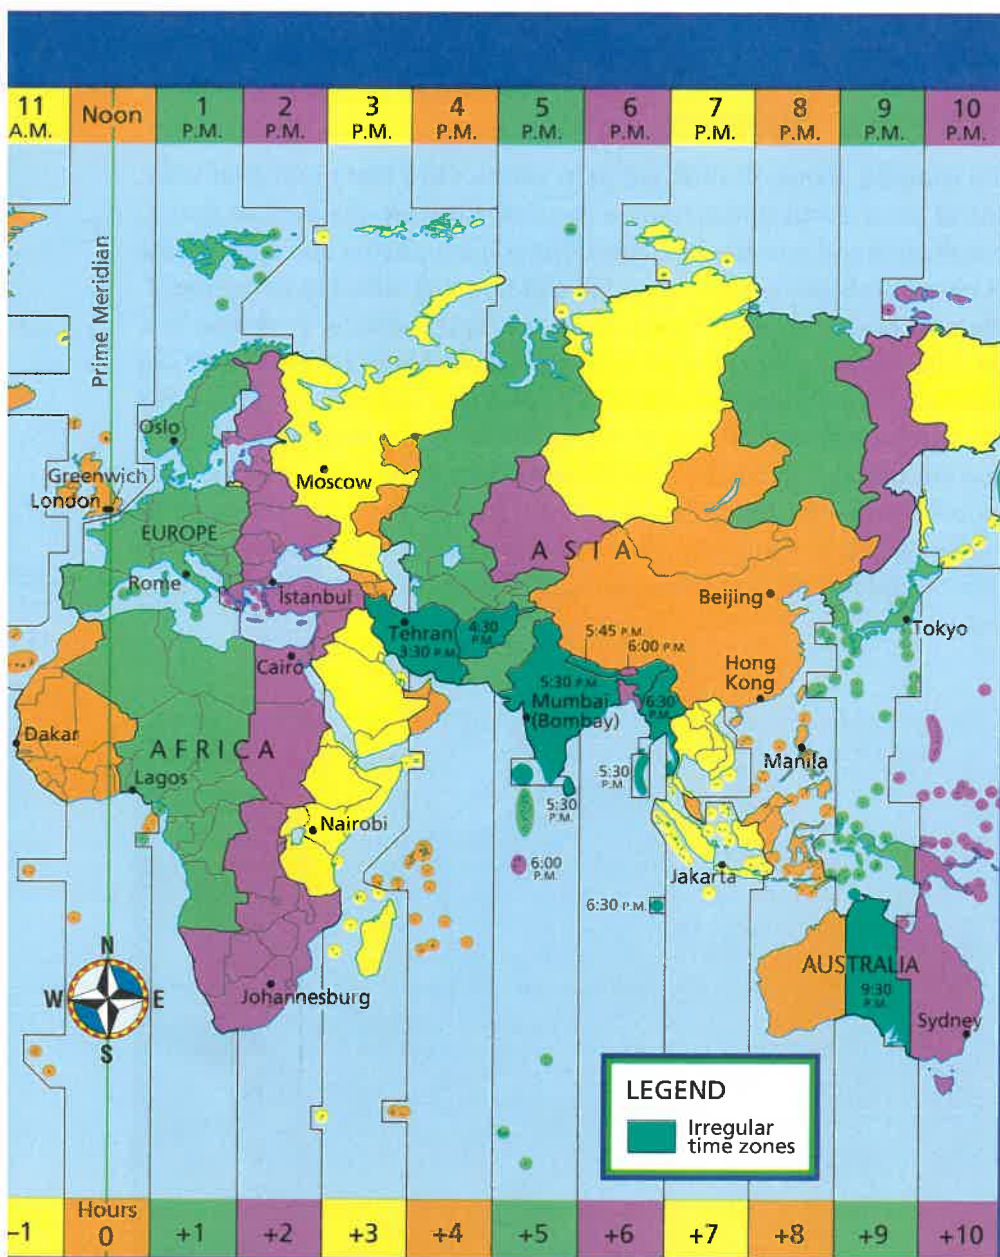 11 Noon 1 2 3 4 5 6 7 8 9 10
A.M. P.M. P.M. P.M. P.M. P.M. P.M. P.M. P.M. P.M. P.M.
Prime Meridian
Oslo
Greenwich
London
Moscow
EUROPE
ASIA
Rome
İstanbul
Beijing
Tehran
3:30 P.M.
4:30
P.M.
5:45 P.M.
6:00 P.M.
Tokyo
Cairo
Hong
Kong
5:30 P.M.
Mumbai
(Bombay)
6:30
P.M.
Dakar
AFRICA
Manila
Lagos
5:30
P.M.
5:30
P.M.
Nairobi
6:00
P.M.
Jakarta
6:30 P.M.
N
W E
S
AUSTRALIA
9:30
P.M.
Johannesburg
Sydney
LEGEND
Irregular
time zones
Hours
–1 0 +1 +2 +3 +4 +5 +6 +7 +8 +9 +10